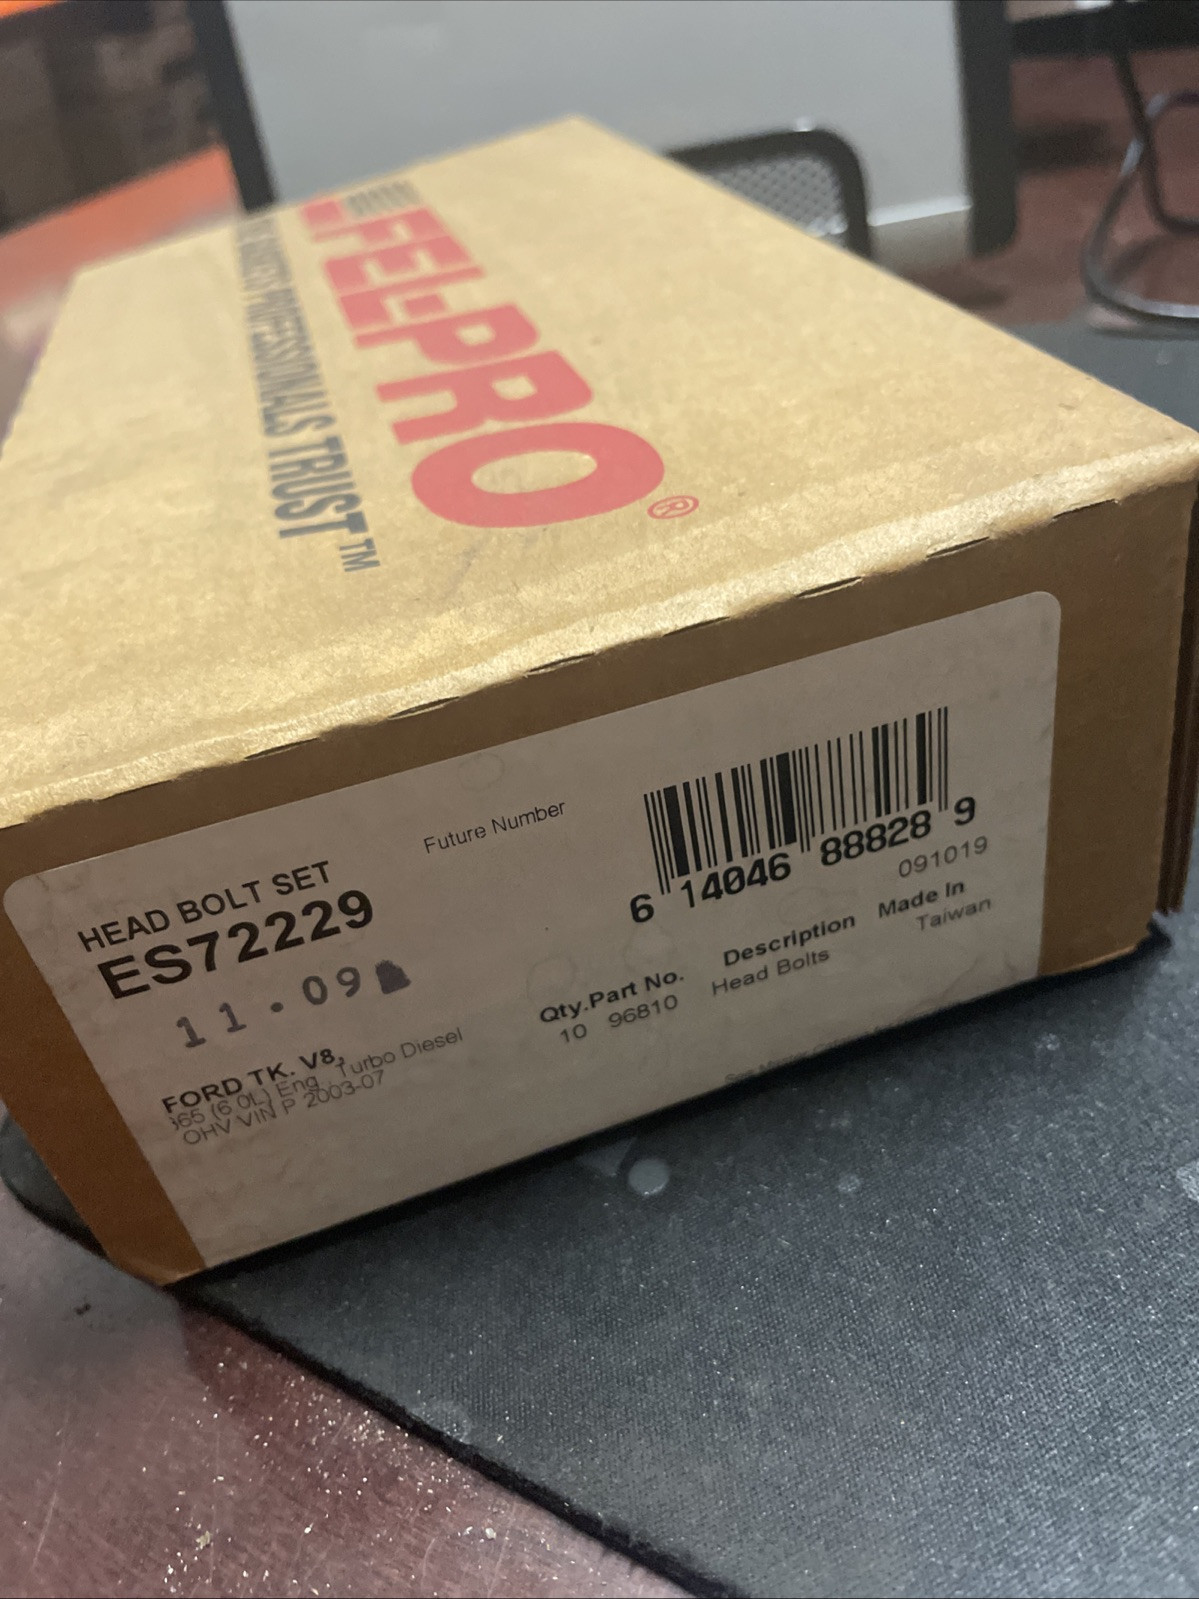 FEL-PRO®
PROFESSIONALS TRUST™
Future Number
HEAD BOLT SET
ES72229
11.09
FORD TK. V8,
365 (6.0L) Eng., Turbo Diesel
OHV VIN P 2003-07
6 14046 88828 9
091019
Qty. Part No. Description Made In
10 96810 Head Bolts Taiwan